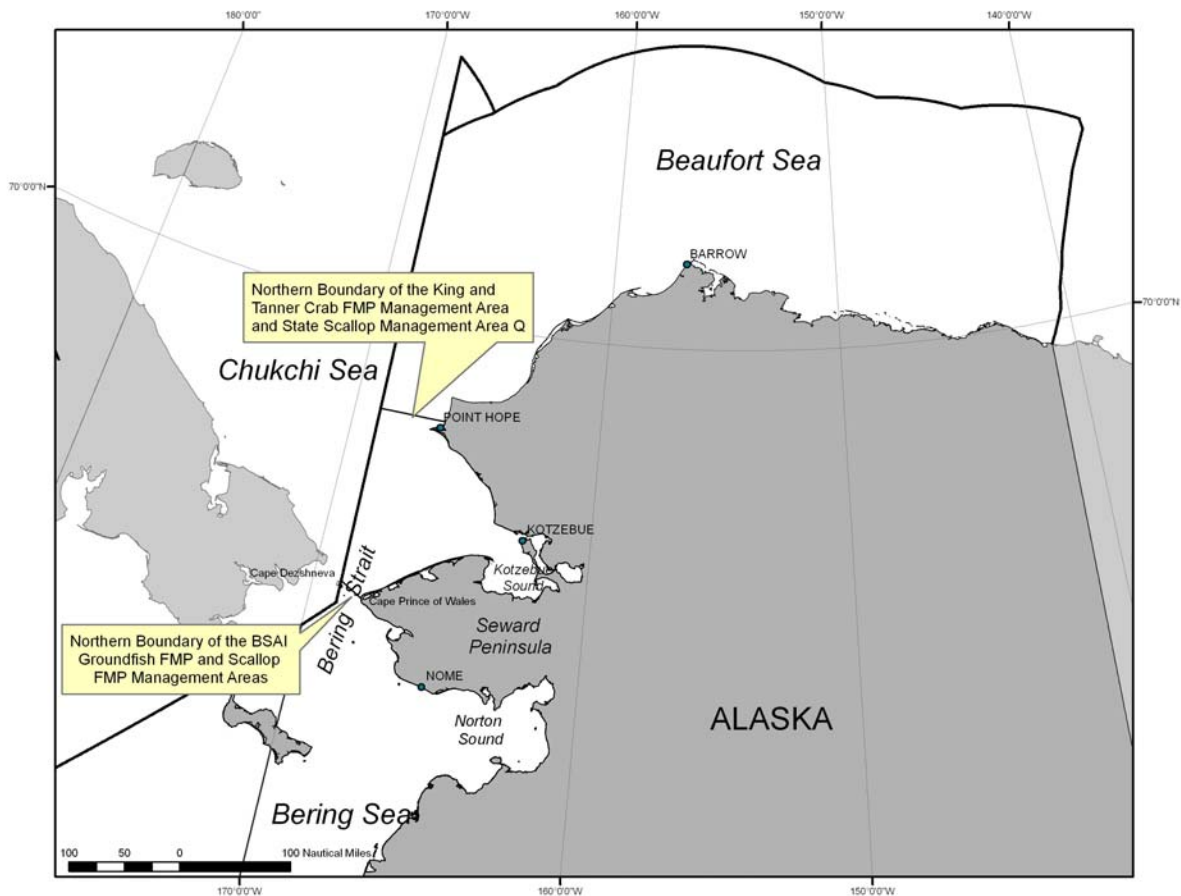 180°0'0"
170°0'0"W
160°0'0"W
150°0'0"W
140°0'0"W
Beaufort Sea
70°0'0"N
BARROW
Northern Boundary of the King and
Tanner Crab FMP Management Area
and State Scallop Management Area Q
70°0'0"N
Chukchi Sea
POINT HOPE
KOTZEBUE
Kotzebue
Sound
Cape Dezshneva
Bering Strait
Cape Prince of Wales
Seward
Peninsula
Northern Boundary of the BSAI
Groundfish FMP and Scallop
FMP Management Areas
NOME
Norton
Sound
ALASKA
Bering Sea
100 50 0 100 Nautical Miles
170°0'0"W
160°0'0"W
150°0'0"W